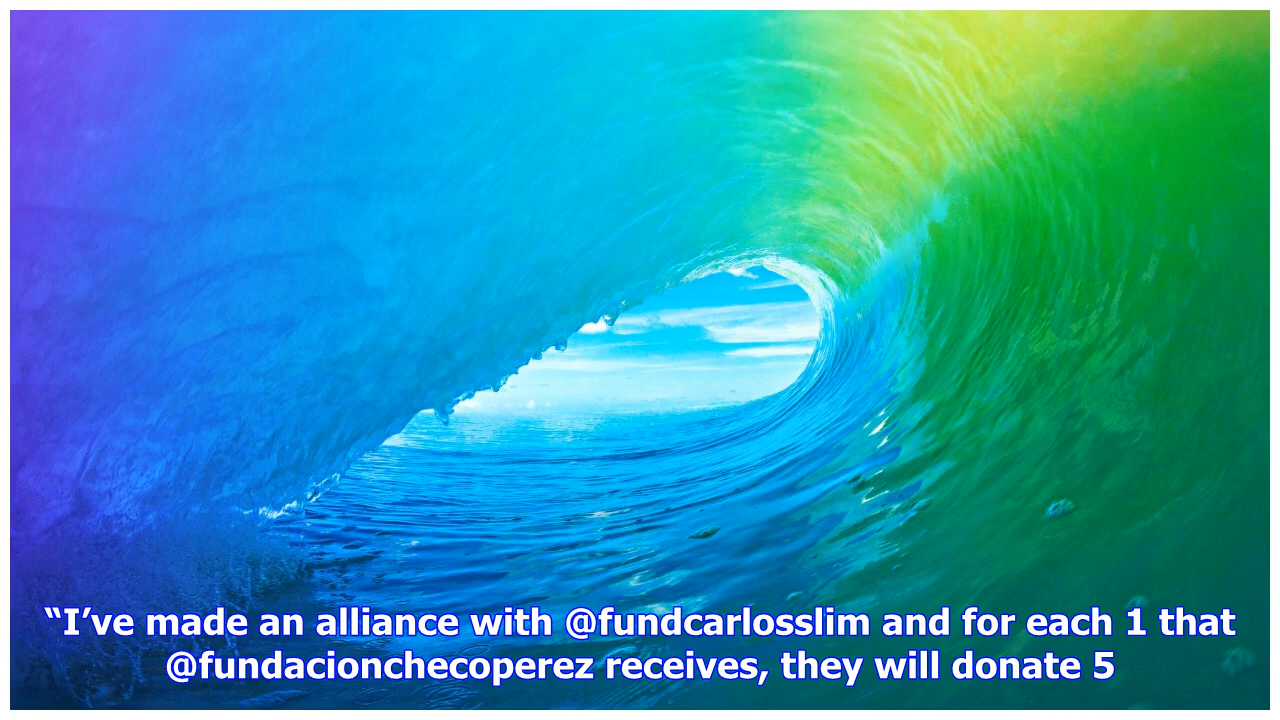 “I’ve made an alliance with @fundcarlosslim and for each 1 that
@fundacionchecoperez receives, they will donate 5